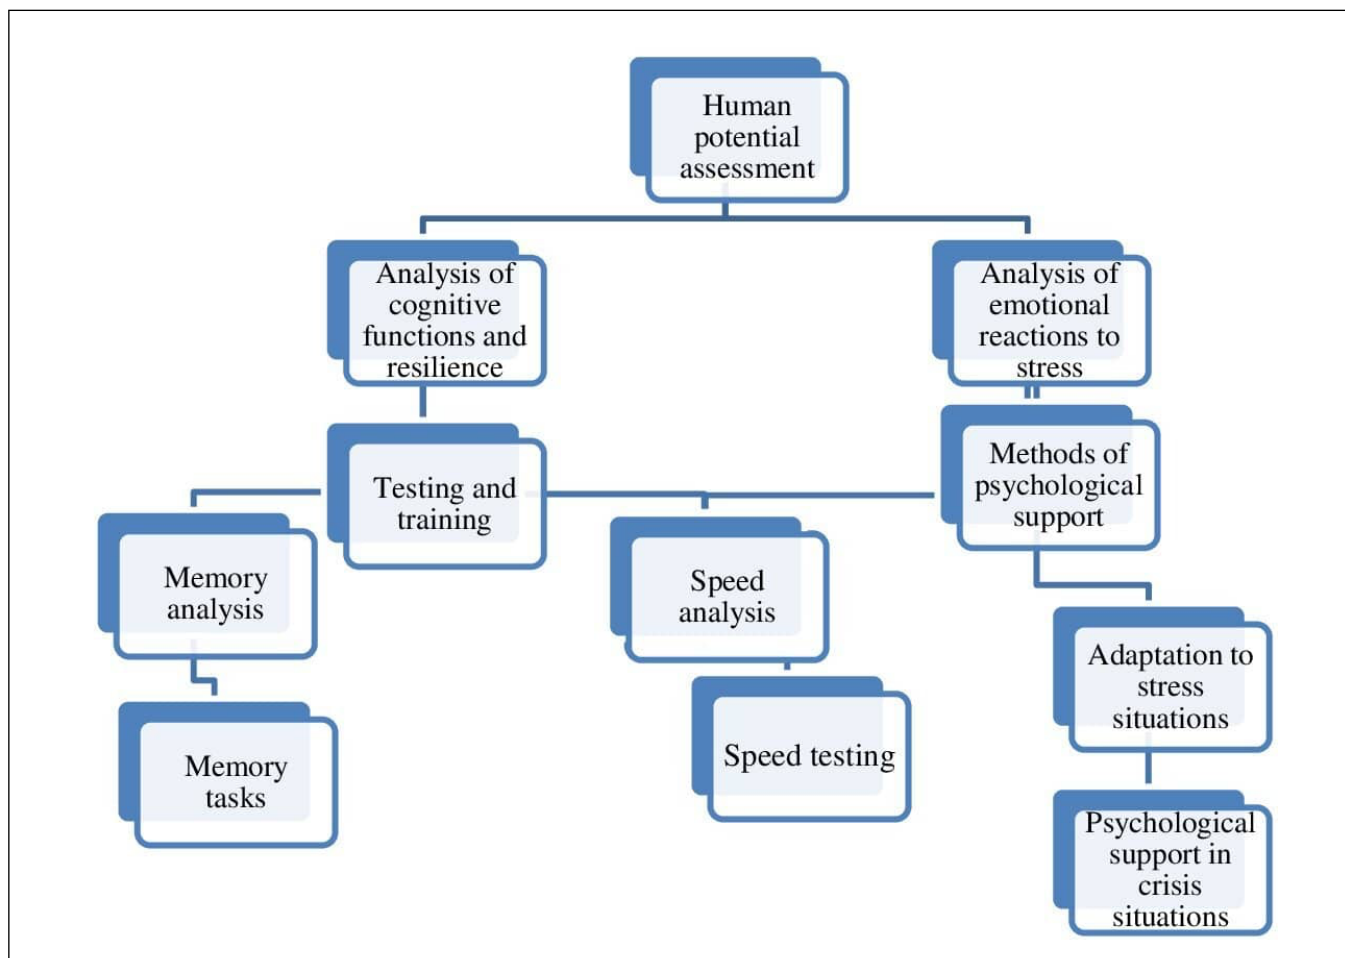 Human
potential
assessment
Analysis of
cognitive
functions and
resilience
Analysis of
emotional
reactions to
stress
Testing and
training
Methods of
psychological
support
Memory
analysis
Speed
analysis
Adaptation to
stress
situations
Memory
tasks
Speed testing
Psychological
support in
crisis
situations